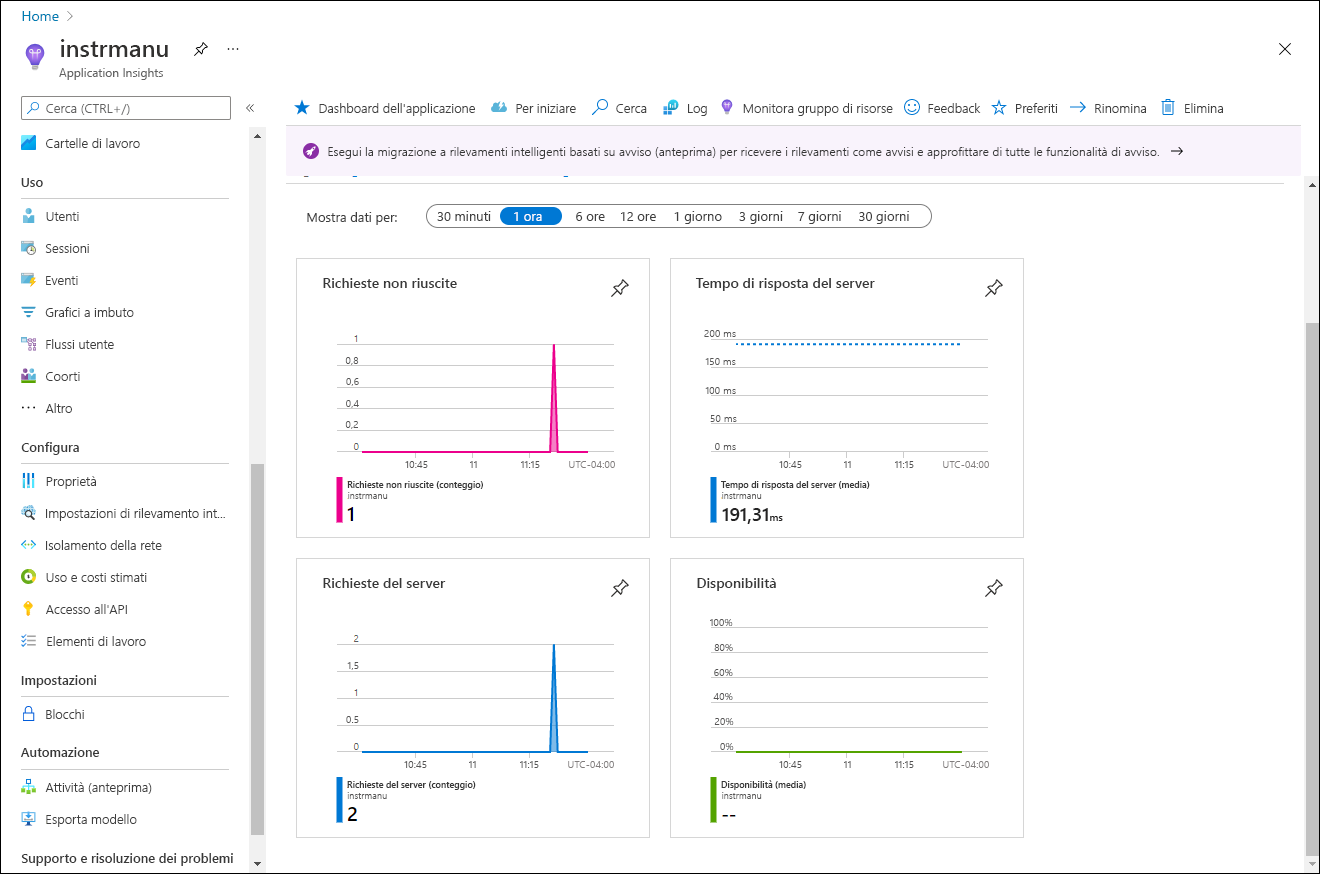 Home
instrmanu
Application Insights
Cerca (CTRL+/)
Dashboard dell'applicazione Per iniziare Cerca Log Monitora gruppo di risorse Feedback Preferiti Rinomina Elimina
Esegui la migrazione a rilevamenti intelligenti basati su avviso (anteprima) per ricevere i rilevamenti come avvisi e approfittare di tutte le funzionalità di avviso.
Cartelle di lavoro
Uso
Utenti
Sessioni
Eventi
Grafici a imbuto
Flussi utente
Coorti
Altro
Configura
Proprietà
Impostazioni di rilevamento int...
Isolamento della rete
Uso e costi stimati
Accesso all'API
Elementi di lavoro
Impostazioni
Blocchi
Automazione
Attività (anteprima)
Esporta modello
Supporto e risoluzione dei problemi
Mostra dati per: 30 minuti 1 ora 6 ore 12 ore 1 giorno 3 giorni 7 giorni 30 giorni
Richieste non riuscite
1
0,8
0,6
0,4
0,2
0
10:45 11 11:15 UTC-04:00
Richieste non riuscite (conteggio)
instrmanu
1
Tempo di risposta del server
200 ms
150 ms
100 ms
50 ms
0 ms
10:45 11 11:15 UTC-04:00
Tempo di risposta del server (media)
instrmanu
191,31ms
Richieste del server
2
1,5
1
0.5
0
10:45 11 11:15 UTC-04:00
Richieste del server (conteggio)
instrmanu
2
Disponibilità
100%
80%
60%
40%
20%
0%
10:45 11 11:15 UTC-04:00
Disponibilità (media)
instrmanu
--